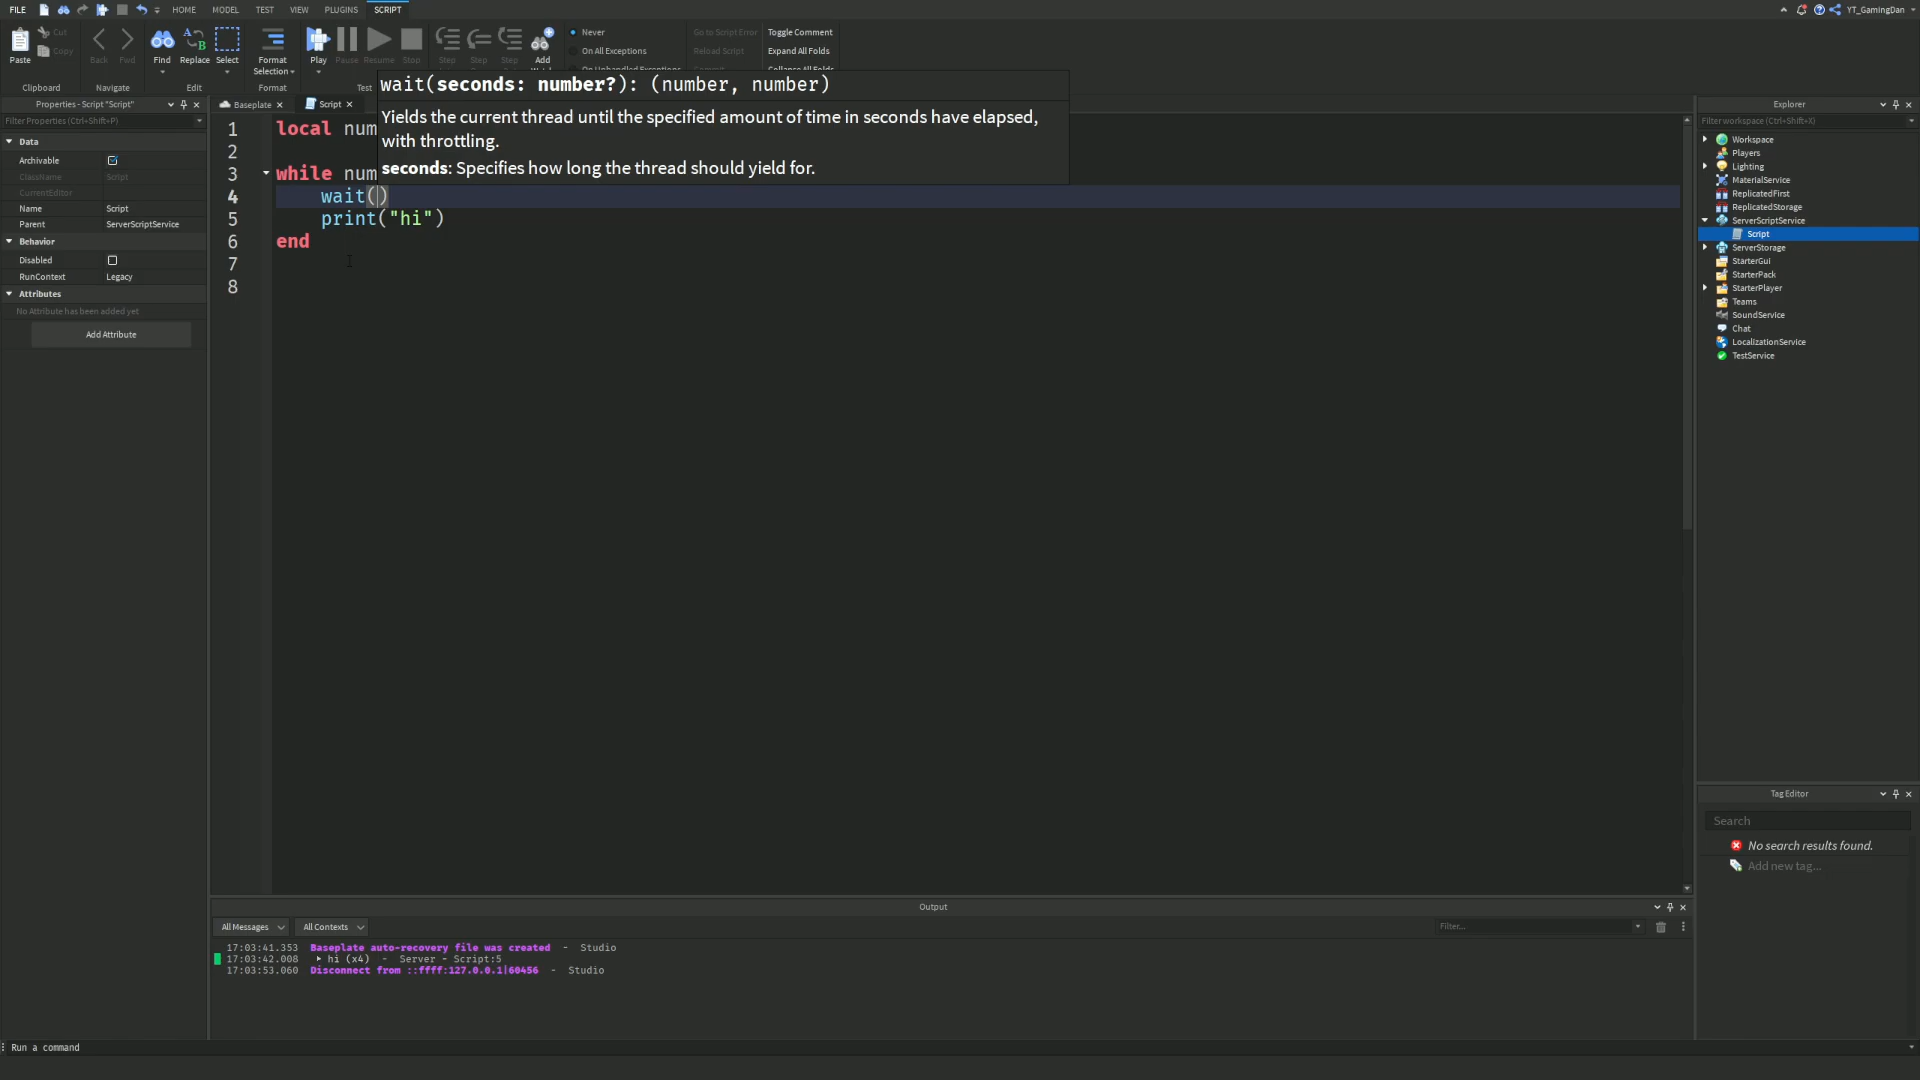 FILE HOME MODEL TEST VIEW PLUGINS SCRIPT YT_GamingDan
Paste Cut Copy Back Fwd Find Replace Select Format Selection Play Pause Resume Stop Step Step Step Add
Never
On All Exceptions
Go to Script Error
Reload Script
Toggle Comment
Expand All Folds
Clipboard Navigate Edit Format Test
wait(seconds: number?): (number, number)
Yields the current thread until the specified amount of time in seconds have elapsed,
with throttling.
seconds: Specifies how long the thread should yield for.
Properties - Script "Script"
Filter Properties (Ctrl+Shift+P)
Data
Archivable
ClassName Script
CurrentEditor
Name Script
Parent ServerScriptService
Behavior
Disabled
RunContext Legacy
Attributes
No Attribute has been added yet
Add Attribute
Baseplate Script
1 local num
2
3 while num
4 wait()
5 print("hi")
6 end
7
8
Explorer
Filter workspace (Ctrl+Shift+X)
Workspace
Players
Lighting
MaterialService
ReplicatedFirst
ReplicatedStorage
ServerScriptService
Script
ServerStorage
StarterGui
StarterPack
StarterPlayer
Teams
SoundService
Chat
LocalizationService
TestService
Tag Editor
Search
No search results found.
Add new tag...
Output
All Messages All Contexts Filter...
17:03:41.353 Baseplate auto-recovery file was created - Studio
17:03:42.008 hi (x4) - Server - Script:5
17:03:53.060 Disconnect from ::ffff:127.0.0.1|60456 - Studio
Run a command